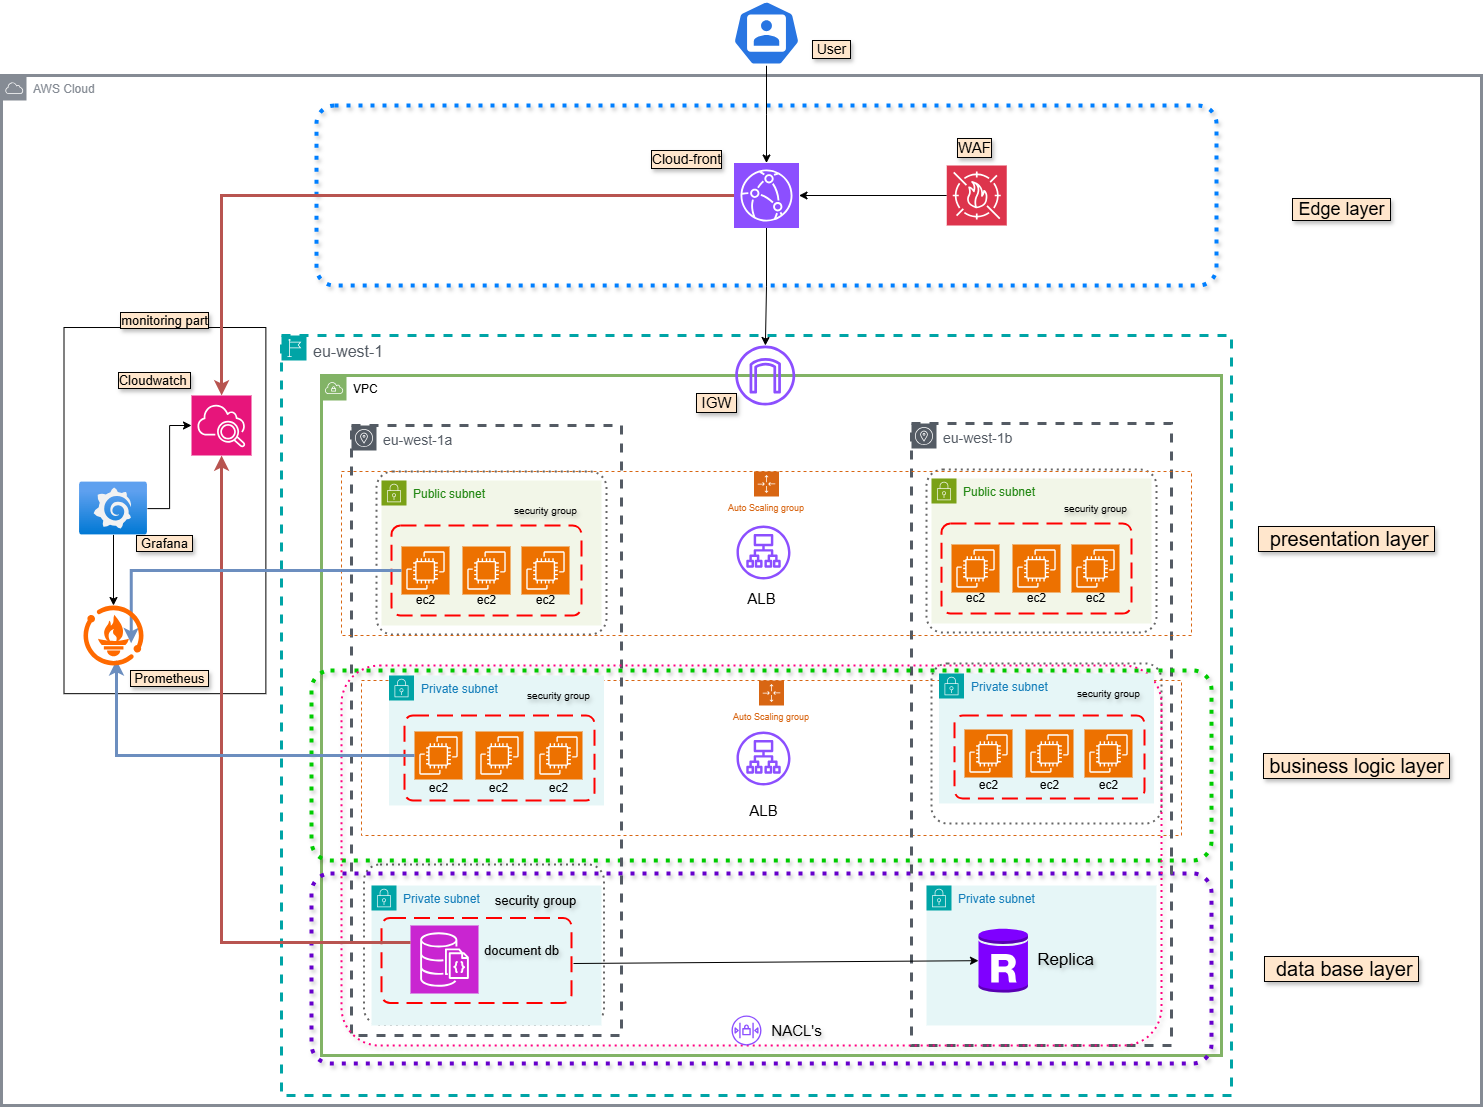 User
AWS Cloud
Cloud-front
WAF
Edge layer
monitoring part
Cloudwatch
Grafana
Prometheus
eu-west-1
VPC
IGW
eu-west-1a
eu-west-1b
Public subnet
security group
ec2
ec2
ec2
Auto Scaling group
ALB
Public subnet
security group
ec2
ec2
ec2
presentation layer
Private subnet
security group
ec2
ec2
ec2
Auto Scaling group
ALB
Private subnet
security group
ec2
ec2
ec2
business logic layer
Private subnet
security group
document db
Private subnet
R
Replica
data base layer
NACL's